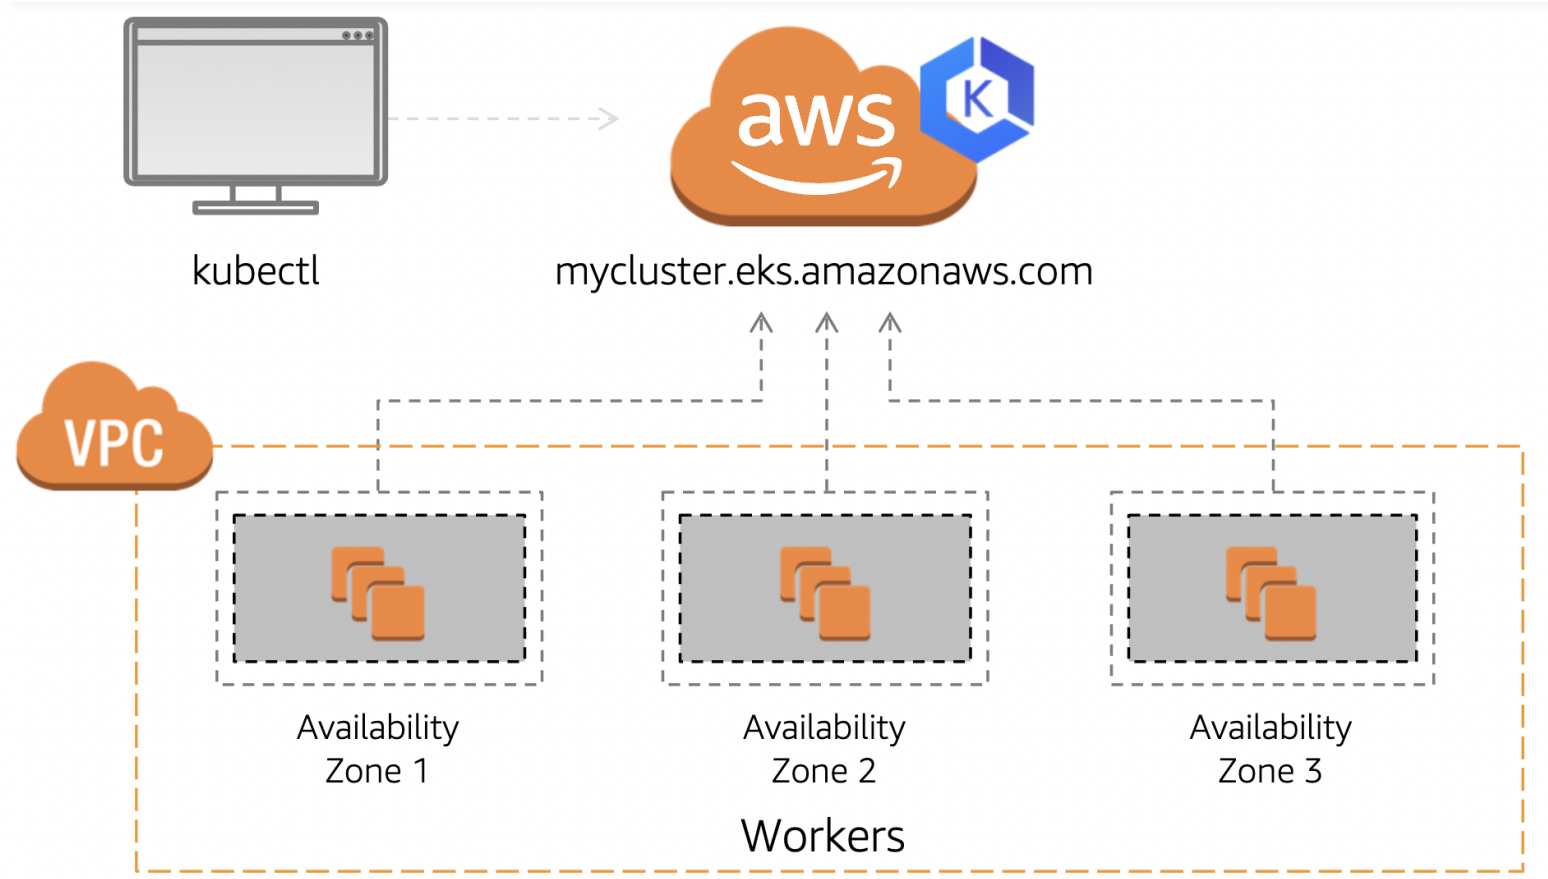 aws
K
kubectl
mycluster.eks.amazonaws.com
VPC
Availability
Zone 1
Availability
Zone 2
Availability
Zone 3
Workers